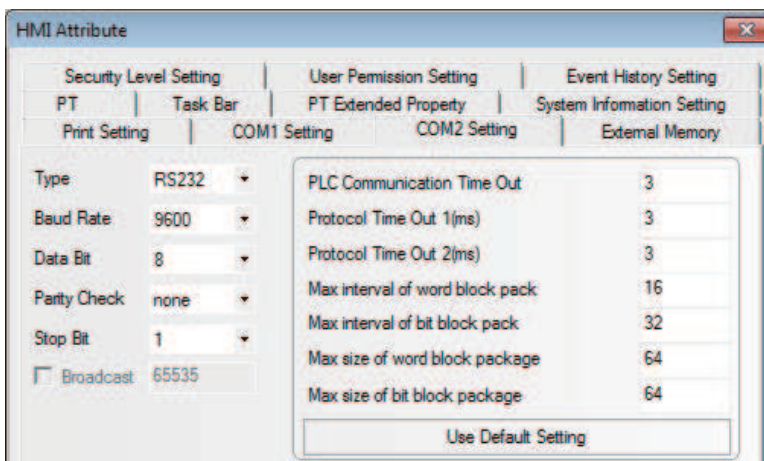 HMI Attribute
Security Level Setting User Permission Setting Event History Setting
PT Task Bar PT Extended Property System Information Setting
Print Setting COM1 Setting COM2 Setting External Memory
Type RS232
Baud Rate 9600
Data Bit 8
Parity Check none
Stop Bit 1
Broadcast 65535
PLC Communication Time Out 3
Protocol Time Out 1(ms) 3
Protocol Time Out 2(ms) 3
Max interval of word block pack 16
Max interval of bit block pack 32
Max size of word block package 64
Max size of bit block package 64
Use Default Setting